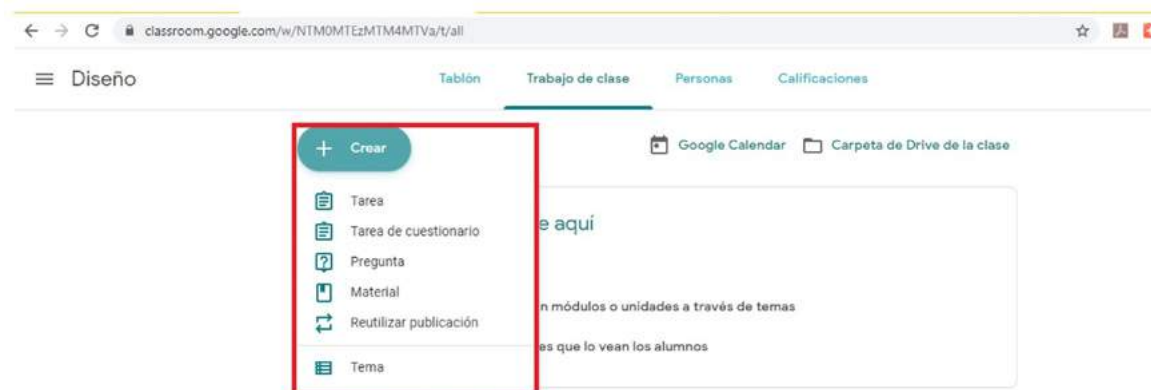 classroom.google.com/w/NTM0MTEzMTM4MTVa/t/all
Diseño
Tablón
Trabajo de clase
Personas
Calificaciones
Crear
Google Calendar
Carpeta de Drive de la clase
Tarea
Tarea de cuestionario
Pregunta
Material
Reutilizar publicación
Tema
e aquí
n módulos o unidades a través de temas
es que lo vean los alumnos